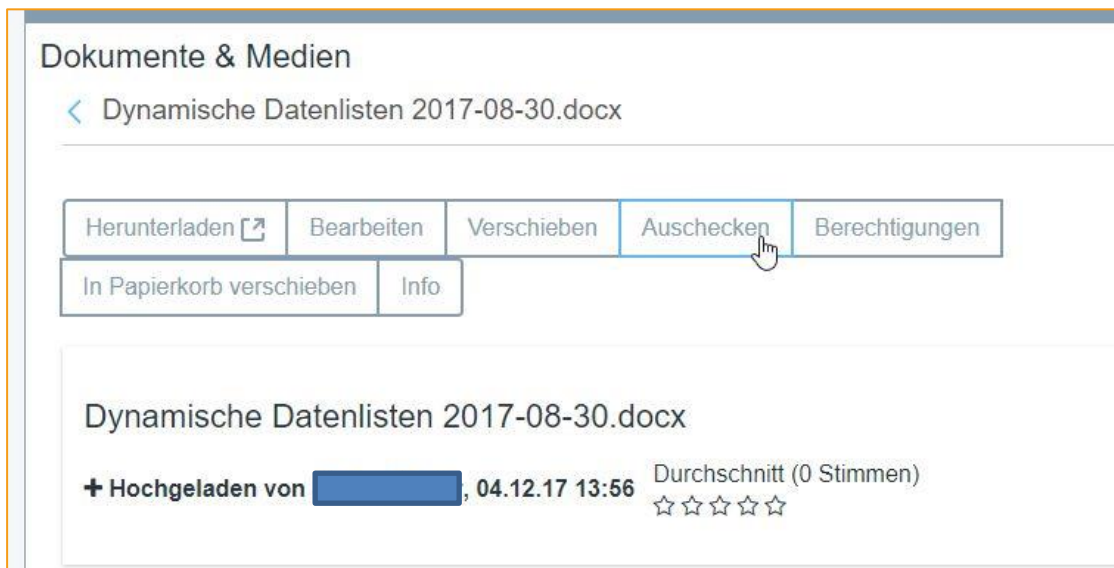 Dokumente & Medien
Dynamische Datenlisten 2017-08-30.docx
Herunterladen Bearbeiten Verschieben Auschecken Berechtigungen
In Papierkorb verschieben Info
Dynamische Datenlisten 2017-08-30.docx
+ Hochgeladen von , 04.12.17 13:56 Durchschnitt (0 Stimmen)